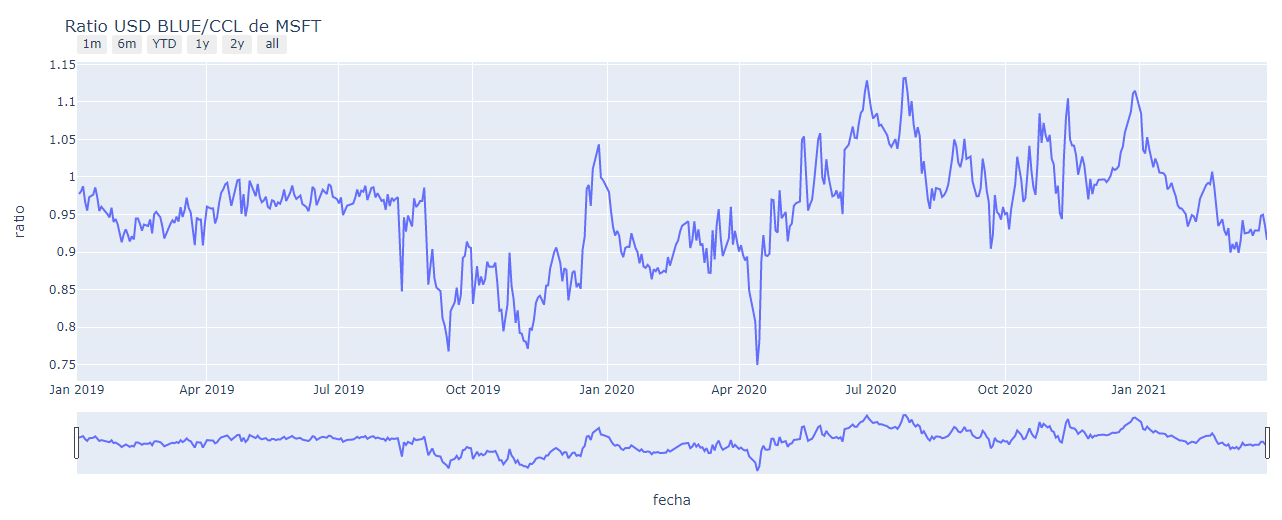 Ratio USD BLUE/CCL de MSFT
1m 6m YTD 1y 2y all
1.15
1.1
1.05
1
0.95
0.9
0.85
0.8
0.75
ratio
Jan 2019 Apr 2019 Jul 2019 Oct 2019 Jan 2020 Apr 2020 Jul 2020 Oct 2020 Jan 2021
fecha